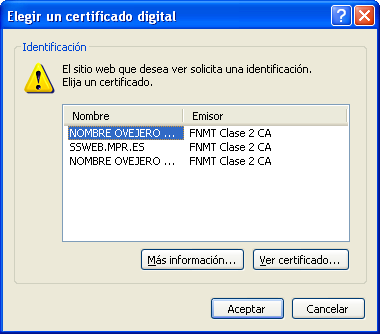 Elegir un certificado digital
Identificación
El sitio web que desea ver solicita una identificación.
Elija un certificado.
Nombre Emisor
NOMBRE OVEJERO ... FNMT Clase 2 CA
SSWEB.MPR.ES FNMT Clase 2 CA
NOMBRE OVEJERO ... FNMT Clase 2 CA
Más información... Ver certificado...
Aceptar Cancelar